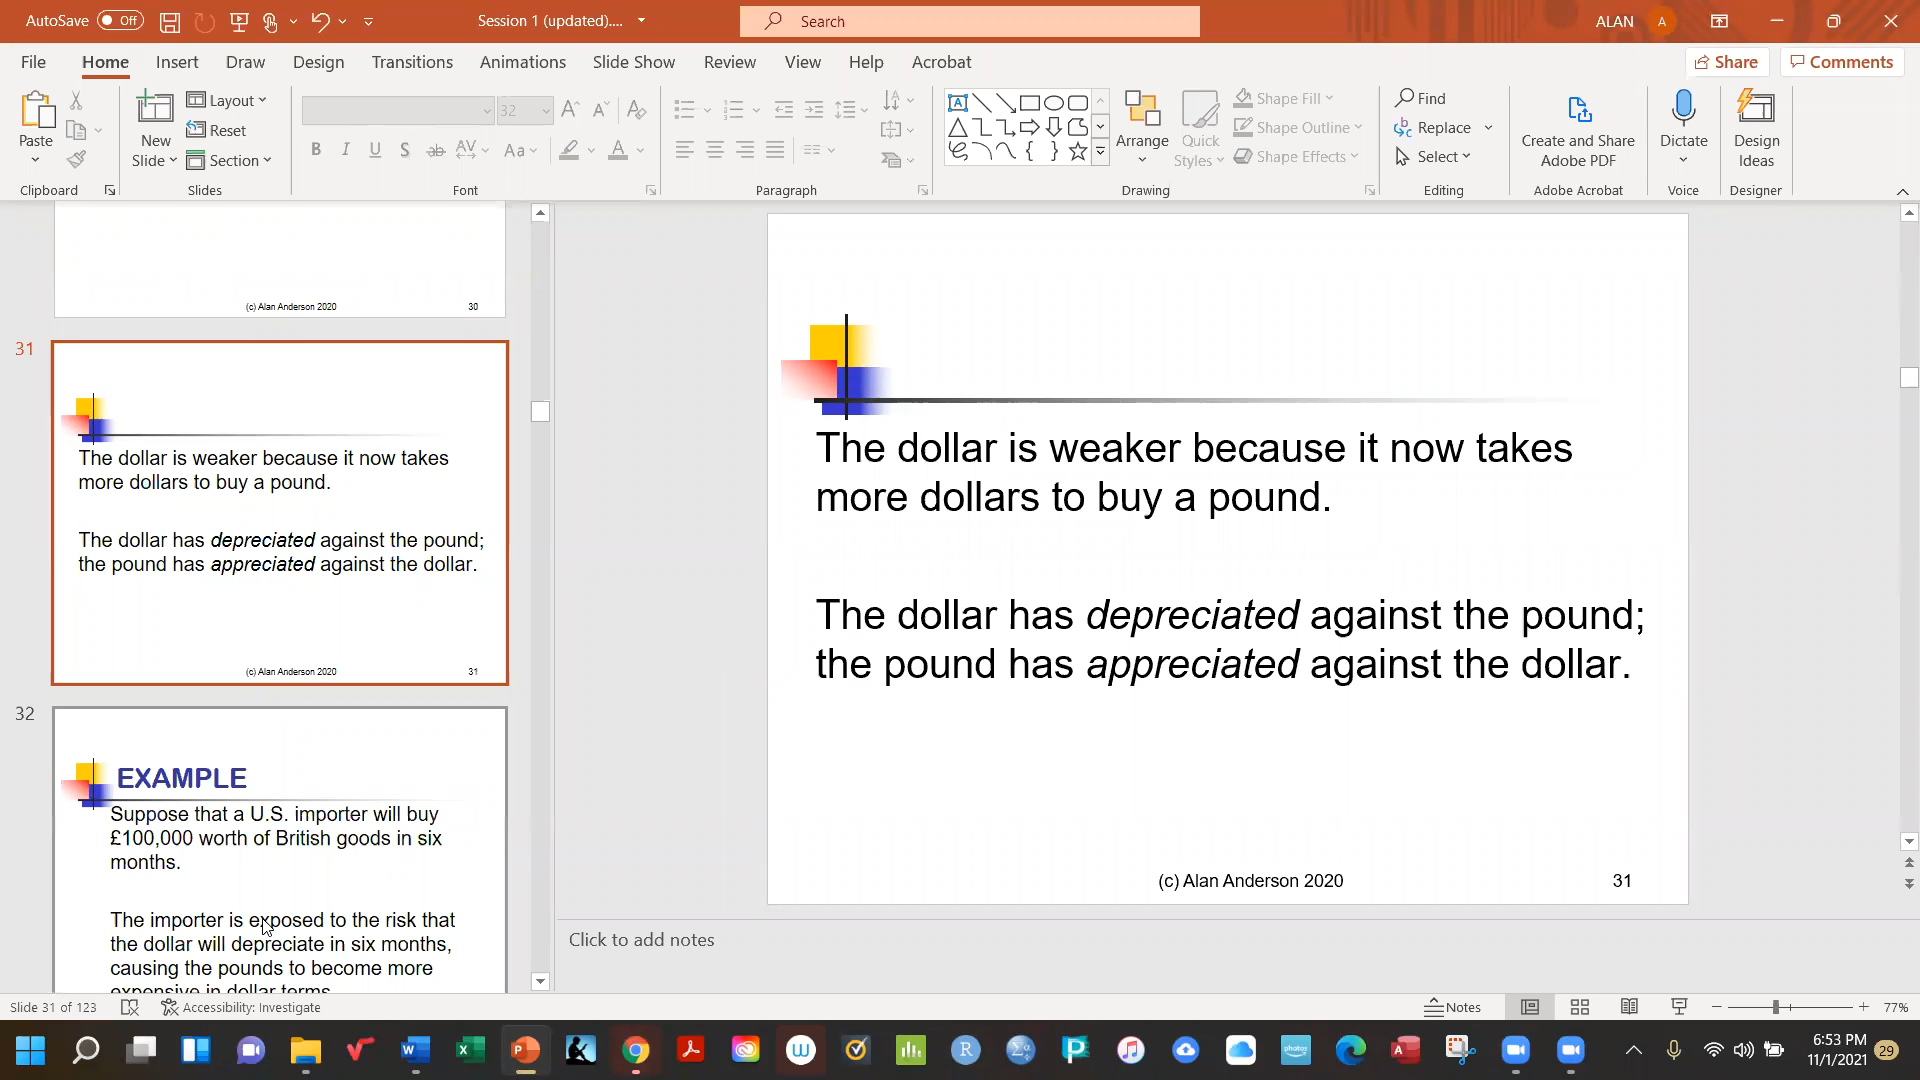 AutoSave Off
Session 1 (updated)....
Search
ALAN A
File Home Insert Draw Design Transitions Animations Slide Show Review View Help Acrobat
Share Comments
Paste
New
Slide
Layout
Reset
Section
32
B I U S ab AV Aa A
Arrange
Quick
Styles
Shape Fill
Shape Outline
Shape Effects
Find
Replace
Select
Create and Share
Adobe PDF
Dictate
Design
Ideas
Clipboard Slides Font Paragraph Drawing Editing Adobe Acrobat Voice Designer
(c) Alan Anderson 2020 30
31
The dollar is weaker because it now takes
more dollars to buy a pound.
The dollar has depreciated against the pound;
the pound has appreciated against the dollar.
(c) Alan Anderson 2020 31
32
EXAMPLE
Suppose that a U.S. importer will buy
£100,000 worth of British goods in six
months.
The importer is exposed to the risk that
the dollar will depreciate in six months,
causing the pounds to become more
expensive in dollar terms.
The dollar is weaker because it now takes
more dollars to buy a pound.
The dollar has depreciated against the pound;
the pound has appreciated against the dollar.
(c) Alan Anderson 2020 31
Click to add notes
Slide 31 of 123 Accessibility: Investigate Notes 77%
6:53 PM
11/1/2021 29